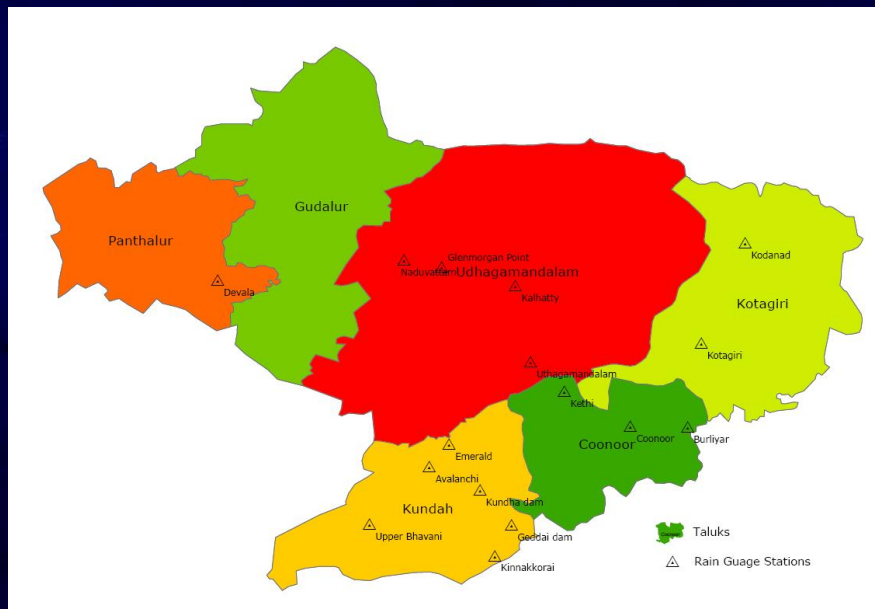 Gudalur
Panthalur
Devala
Glenmorgan Point
Naduvattam
Udhagamandalam
Kalhatty
Kodanad
Kotagiri
Kotagiri
Uthagamandalam
Kethi
Coonoor
Coonoor
Burliyar
Emerald
Avalanchi
Kundha dam
Kundah
Upper Bhavani
Geddai dam
Kinnakkorai
Taluks
Rain Guage Stations